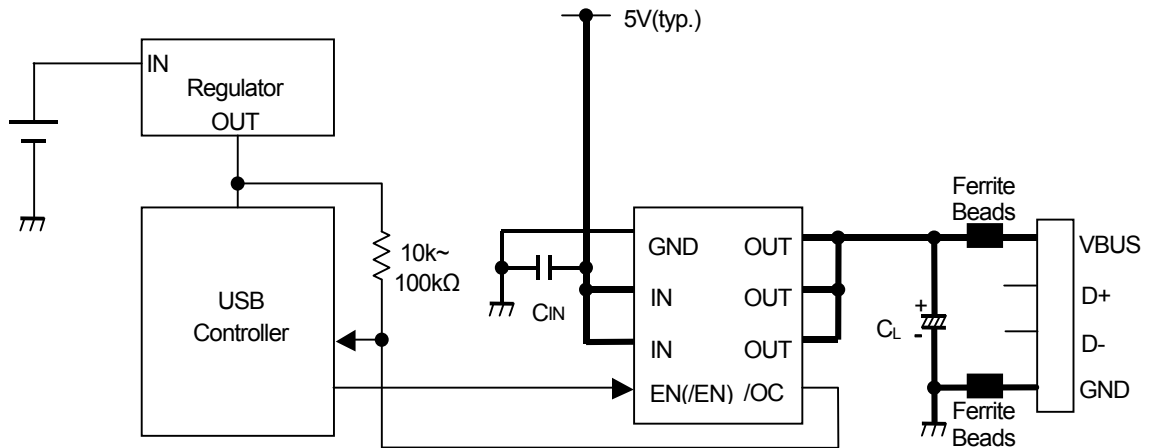 5V(typ.)
IN
Regulator
OUT
10k~
100kΩ
USB
Controller
CIN
GND OUT
IN OUT
IN OUT
EN(/EN) /OC
+
CL
-
Ferrite
Beads
VBUS
D+
D-
GND
Ferrite
Beads